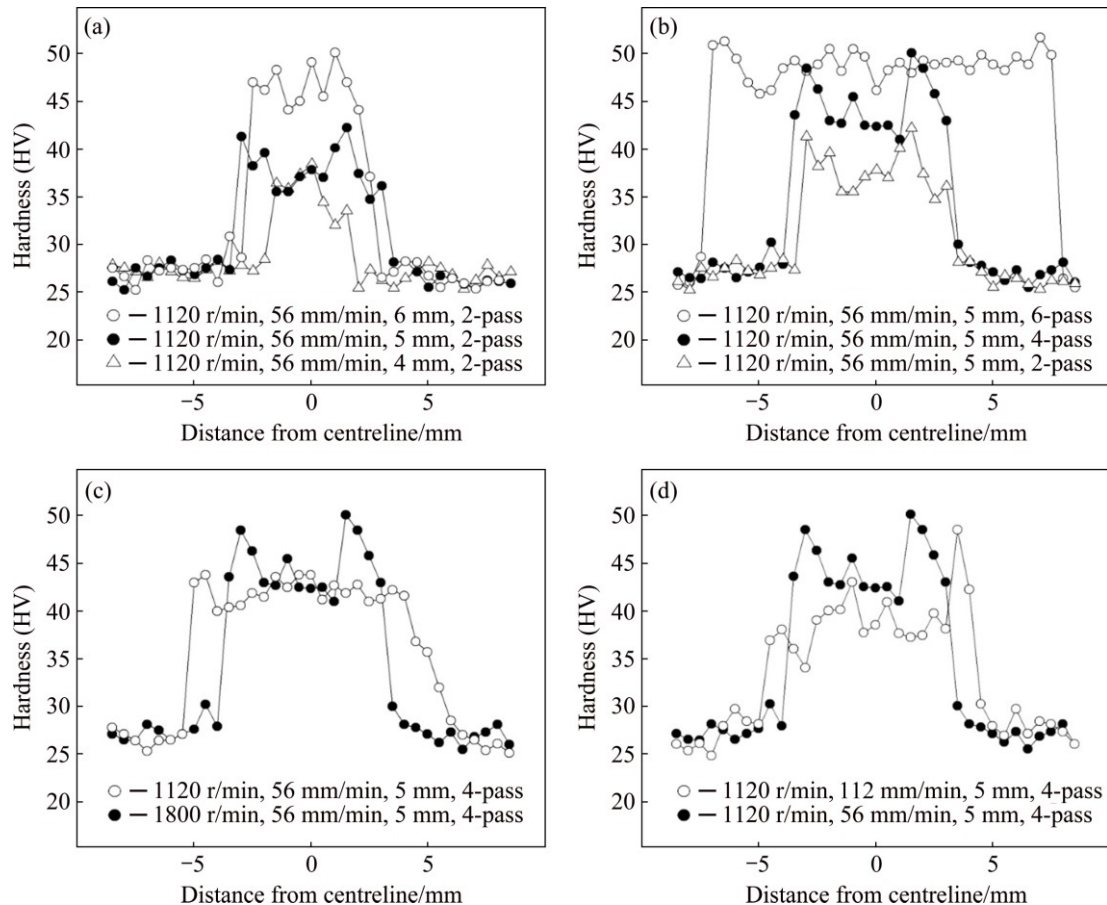 (a)
50
45
40
35
30
25
20
Hardness (HV)
○ — 1120 r/min, 56 mm/min, 6 mm, 2-pass
● — 1120 r/min, 56 mm/min, 5 mm, 2-pass
△ — 1120 r/min, 56 mm/min, 4 mm, 2-pass
−5 0 5
Distance from centreline/mm
(b)
50
45
40
35
30
25
20
Hardness (HV)
○ — 1120 r/min, 56 mm/min, 5 mm, 6-pass
● — 1120 r/min, 56 mm/min, 5 mm, 4-pass
△ — 1120 r/min, 56 mm/min, 5 mm, 2-pass
−5 0 5
Distance from centreline/mm
(c)
50
45
40
35
30
25
20
Hardness (HV)
○ — 1120 r/min, 56 mm/min, 5 mm, 4-pass
● — 1800 r/min, 56 mm/min, 5 mm, 4-pass
−5 0 5
Distance from centreline/mm
(d)
50
45
40
35
30
25
20
Hardness (HV)
○ — 1120 r/min, 112 mm/min, 5 mm, 4-pass
● — 1120 r/min, 56 mm/min, 5 mm, 4-pass
−5 0 5
Distance from centreline/mm